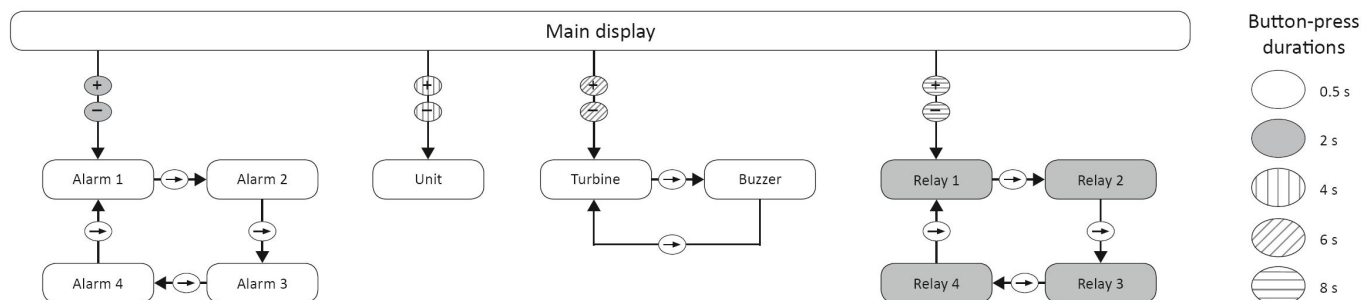 Main display
Button-press
durations
+
−
+
−
+
−
+
−
0.5 s
2 s
Alarm 1
→
Alarm 2
Unit
Turbine
→
Buzzer
Relay 1
→
Relay 2
4 s
→
→
→
→
→
6 s
Alarm 4
→
Alarm 3
Relay 4
→
Relay 3
8 s